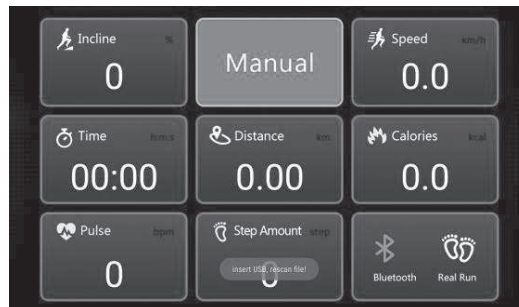 Incline %
0
Manual
Speed km/h
0.0
Time h:m:s
00:00
Distance km
0.00
Calories kcal
0.0
Pulse bpm
0
Step Amount step
0
insert USB, rescan file!
Bluetooth
Real Run